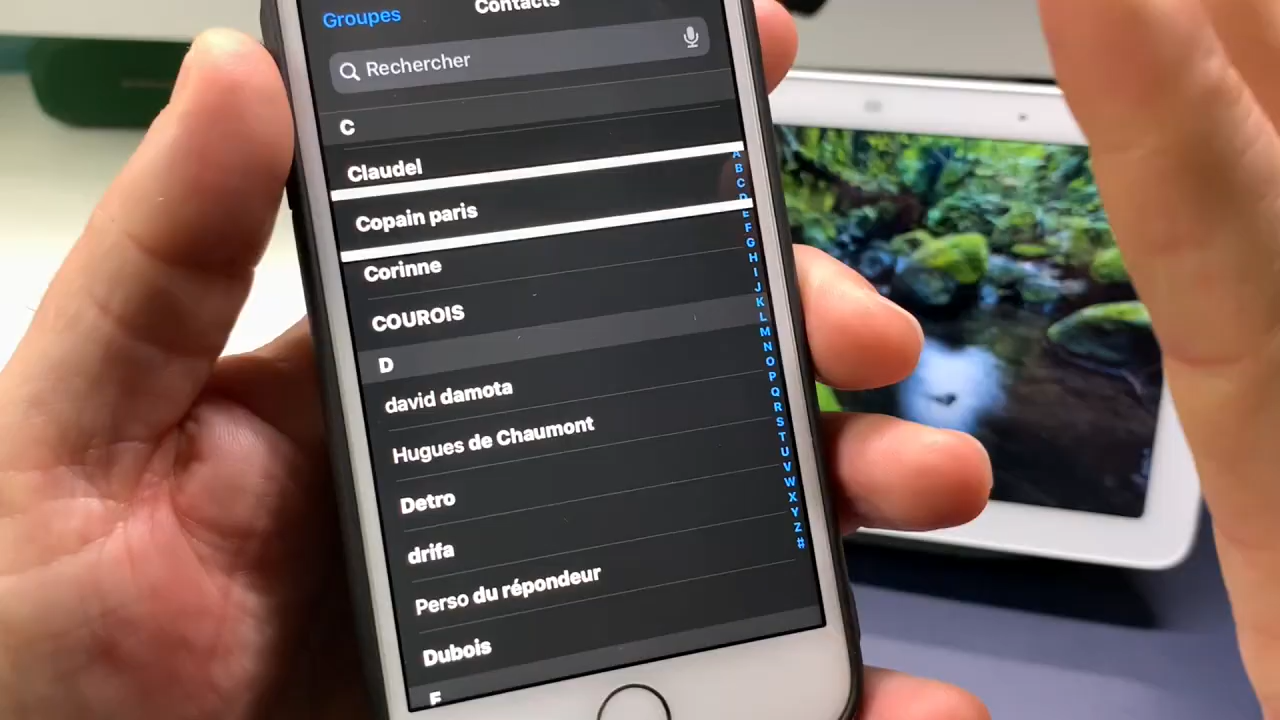 Groupes
Contacts
Rechercher
C
Claudel
Copain paris
Corinne
COUROIS
D
david damota
Hugues de Chaumont
Detro
drifa
Perso du répondeur
Dubois
F
A
B
C
D
E
F
G
H
I
J
K
L
M
N
O
P
Q
R
S
T
U
V
W
X
Y
Z
#